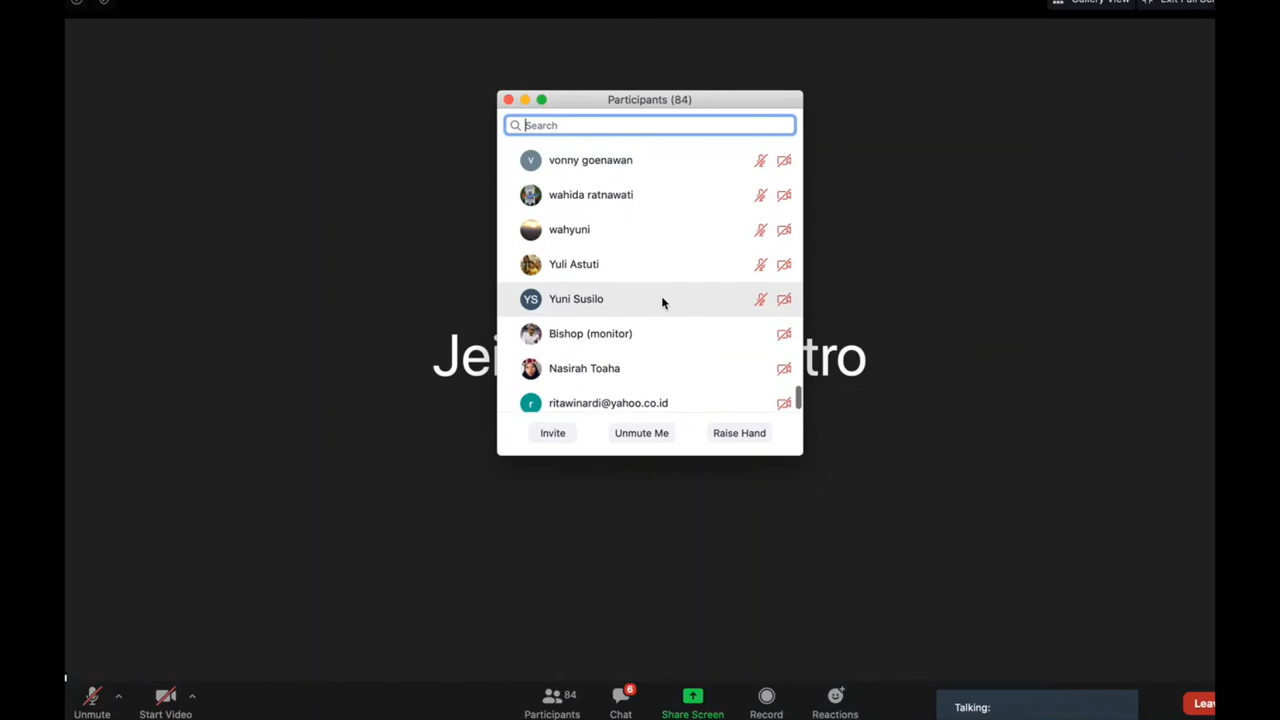 Gallery View
Participants (84)
Search
V vonny goenawan
wahida ratnawati
wahyuni
Yuli Astuti
YS Yuni Susilo
Bishop (monitor)
Nasirah Toaha
r ritawinardi@yahoo.co.id
Invite Unmute Me Raise Hand
Jei
tro
84
6
Unmute Start Video Participants Chat Share Screen Record Reactions
Talking: